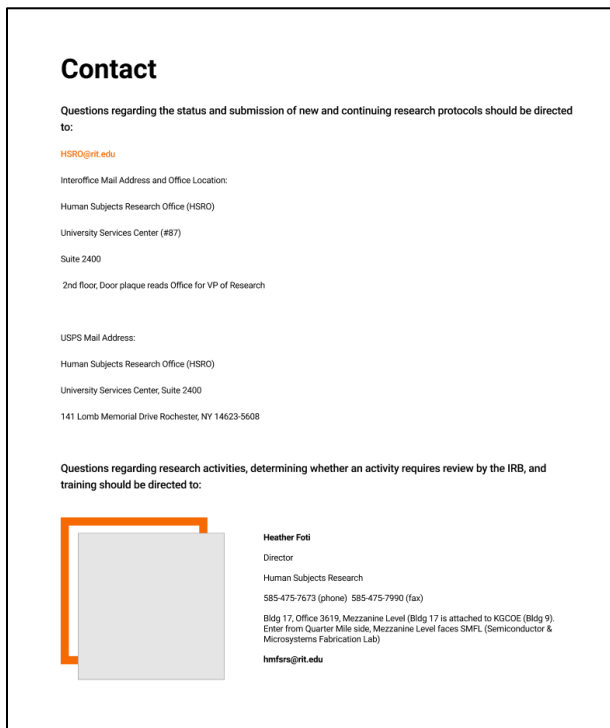 Contact
Questions regarding the status and submission of new and continuing research protocols should be directed
to:
HSRO@rit.edu
Interoffice Mail Address and Office Location:
Human Subjects Research Office (HSRO)
University Services Center (#87)
Suite 2400
2nd floor, Door plaque reads Office for VP of Research
USPS Mail Address:
Human Subjects Research Office (HSRO)
University Services Center, Suite 2400
141 Lomb Memorial Drive Rochester, NY 14623-5608
Questions regarding research activities, determining whether an activity requires review by the IRB, and
training should be directed to:
Heather Foti
Director
Human Subjects Research
585-475-7673 (phone)  585-475-7990 (fax)
Bldg 17, Office 3619, Mezzanine Level (Bldg 17 is attached to KGCOE (Bldg 9).
Enter from Quarter Mile side, Mezzanine Level faces SMFL (Semiconductor &
Microsystems Fabrication Lab)
hmfsrs@rit.edu